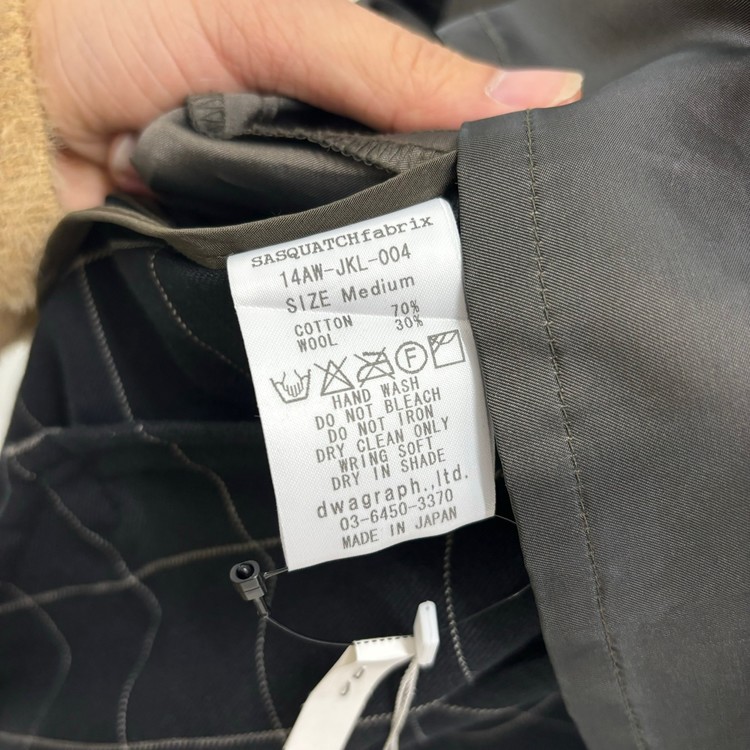 SASQUATCHfabrix
14AW-JKL-004
SIZE Medium
COTTON 70%
WOOL 30%
F
HAND WASH
DO NOT BLEACH
DO NOT IRON
DRY CLEAN ONLY
WRING SOFT
DRY IN SHADE
dwagraph.,ltd.
03-6450-3370
MADE IN JAPAN